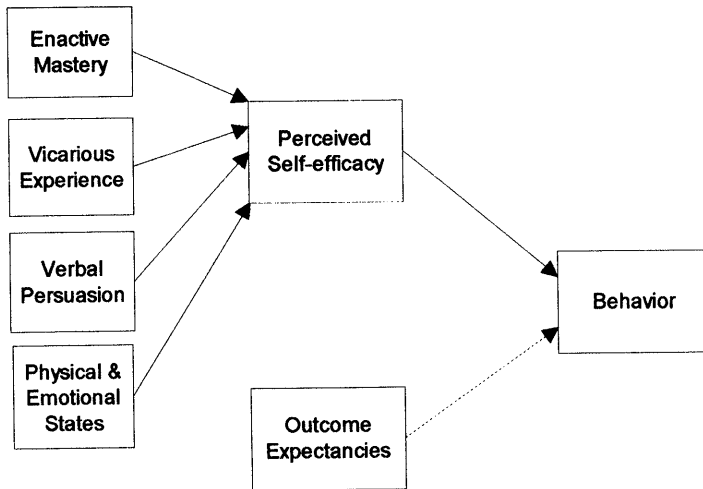 Enactive
Mastery
Vicarious
Experience
Verbal
Persuasion
Physical &
Emotional
States
Perceived
Self-efficacy
Outcome
Expectancies
Behavior